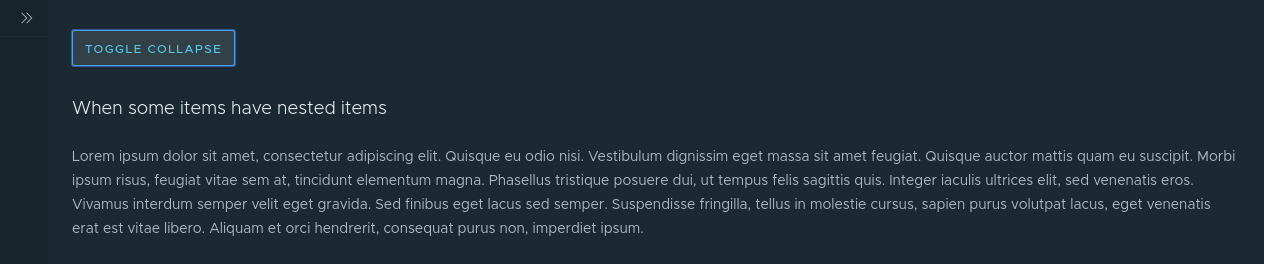 TOGGLE COLLAPSE
When some items have nested items
Lorem ipsum dolor sit amet, consectetur adipiscing elit. Quisque eu odio nisi. Vestibulum dignissim eget massa sit amet feugiat. Quisque auctor mattis quam eu suscipit. Morbi
ipsum risus, feugiat vitae sem at, tincidunt elementum magna. Phasellus tristique posuere dui, ut tempus felis sagittis quis. Integer iaculis ultrices elit, sed venenatis eros.
Vivamus interdum semper velit eget gravida. Sed finibus eget lacus sed semper. Suspendisse fringilla, tellus in molestie cursus, sapien purus volutpat lacus, eget venenatis
erat est vitae libero. Aliquam et orci hendrerit, consequat purus non, imperdiet ipsum.